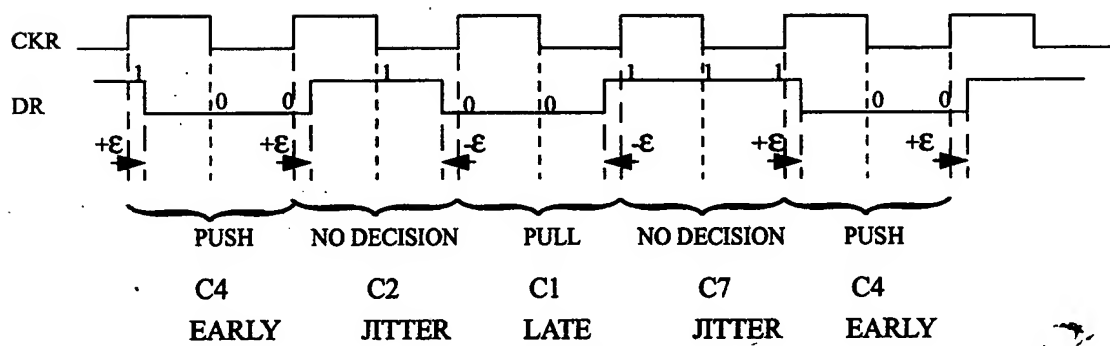 CKR
DR
1 0 0 1 0 0 1 1 1 0 0
+ε +ε -ε -ε +ε +ε
PUSH NO DECISION PULL NO DECISION PUSH
C4 C2 C1 C7 C4
EARLY JITTER LATE JITTER EARLY